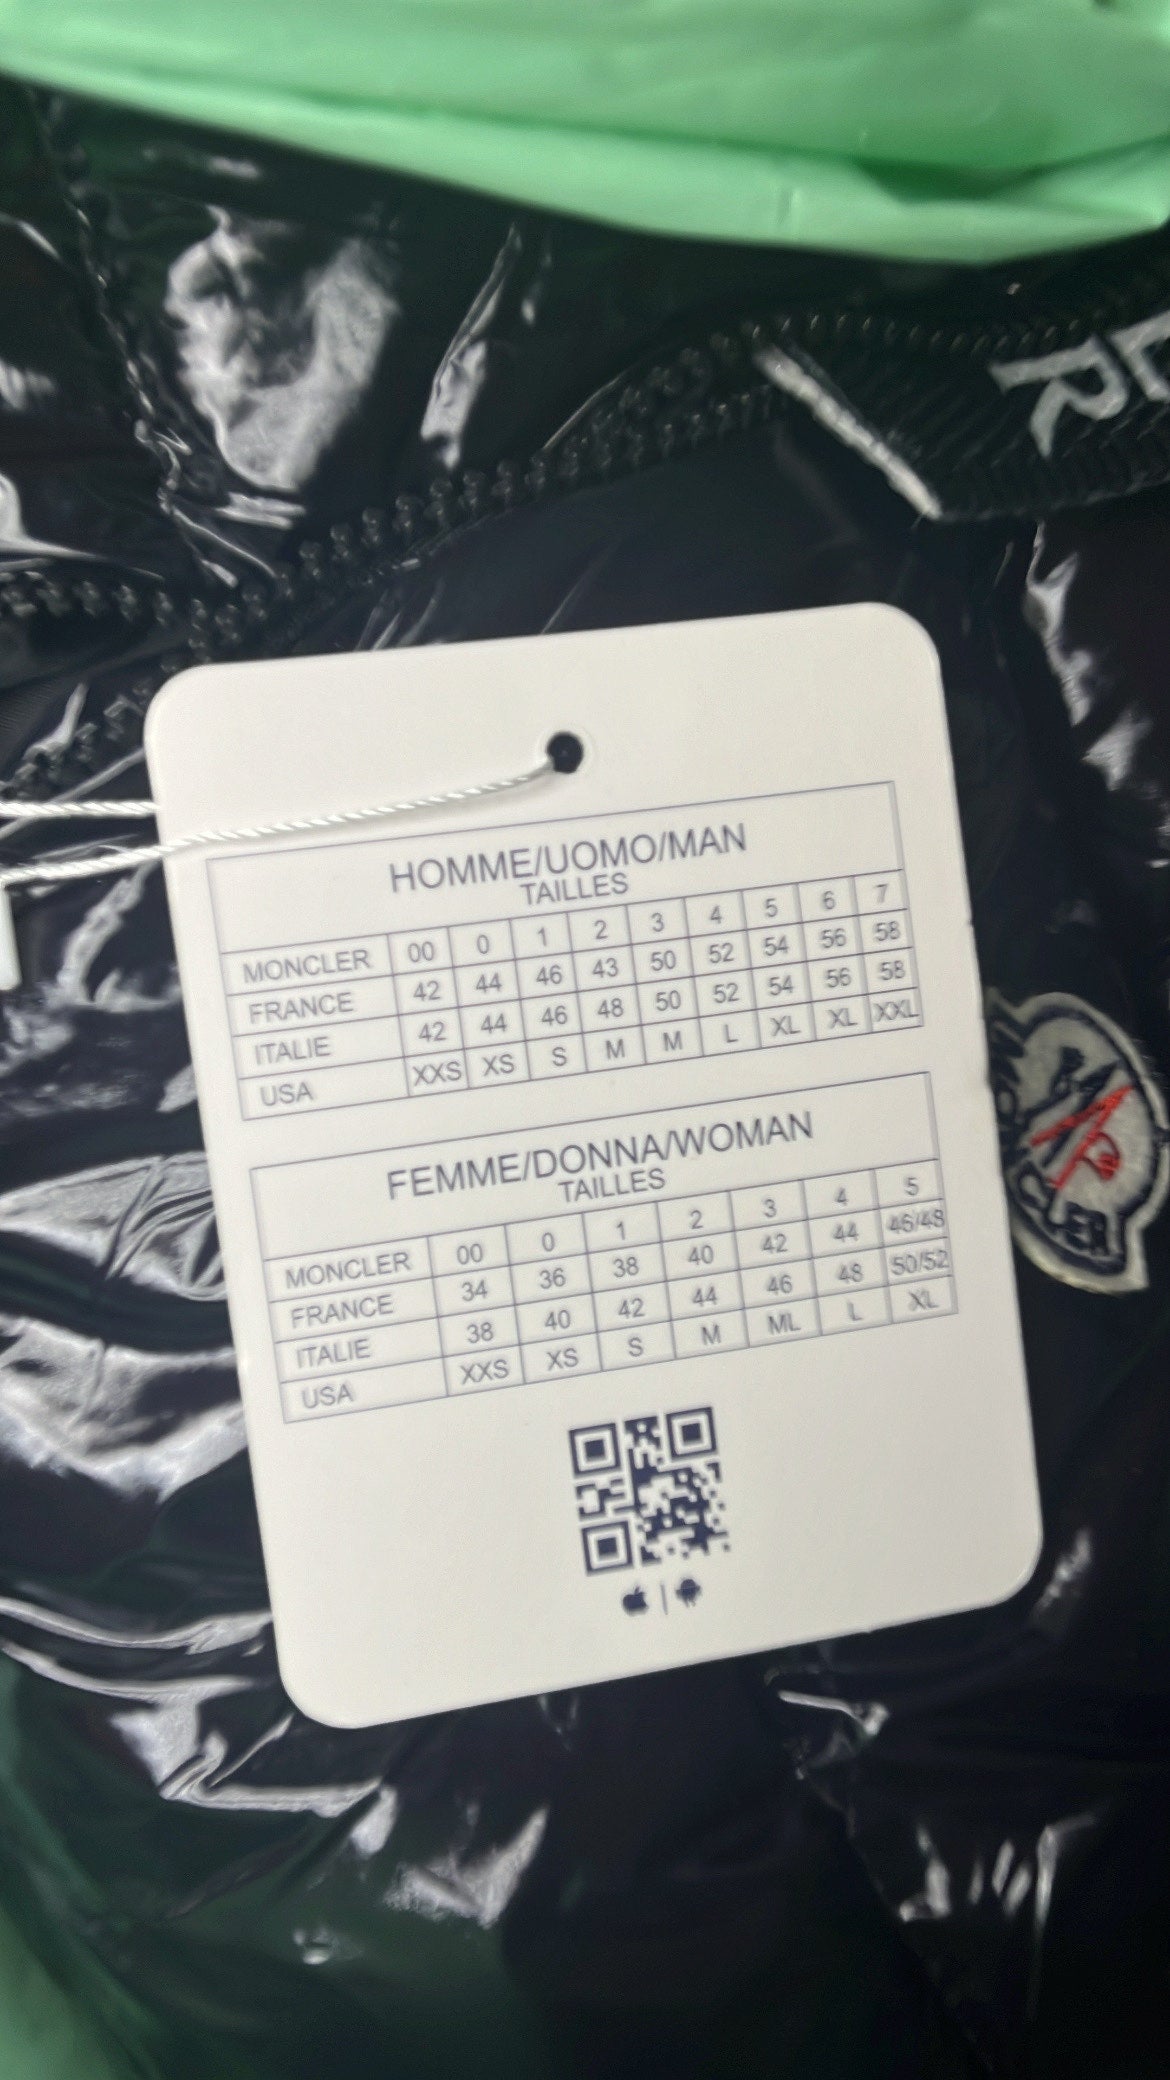 HOMME/UOMO/MAN
TAILLES
MONCLER 00 0 1 2 3 4 5 6 7
FRANCE 42 44 46 43 50 52 54 56 58
ITALIE 42 44 46 48 50 52 54 56 58
USA XXS XS S M M L XL XL XXL
FEMME/DONNA/WOMAN
TAILLES
MONCLER 00 0 1 2 3 4 5
FRANCE 34 36 38 40 42 44 46/48
ITALIE 38 40 42 44 46 48 50/52
USA XXS XS S M ML L XL